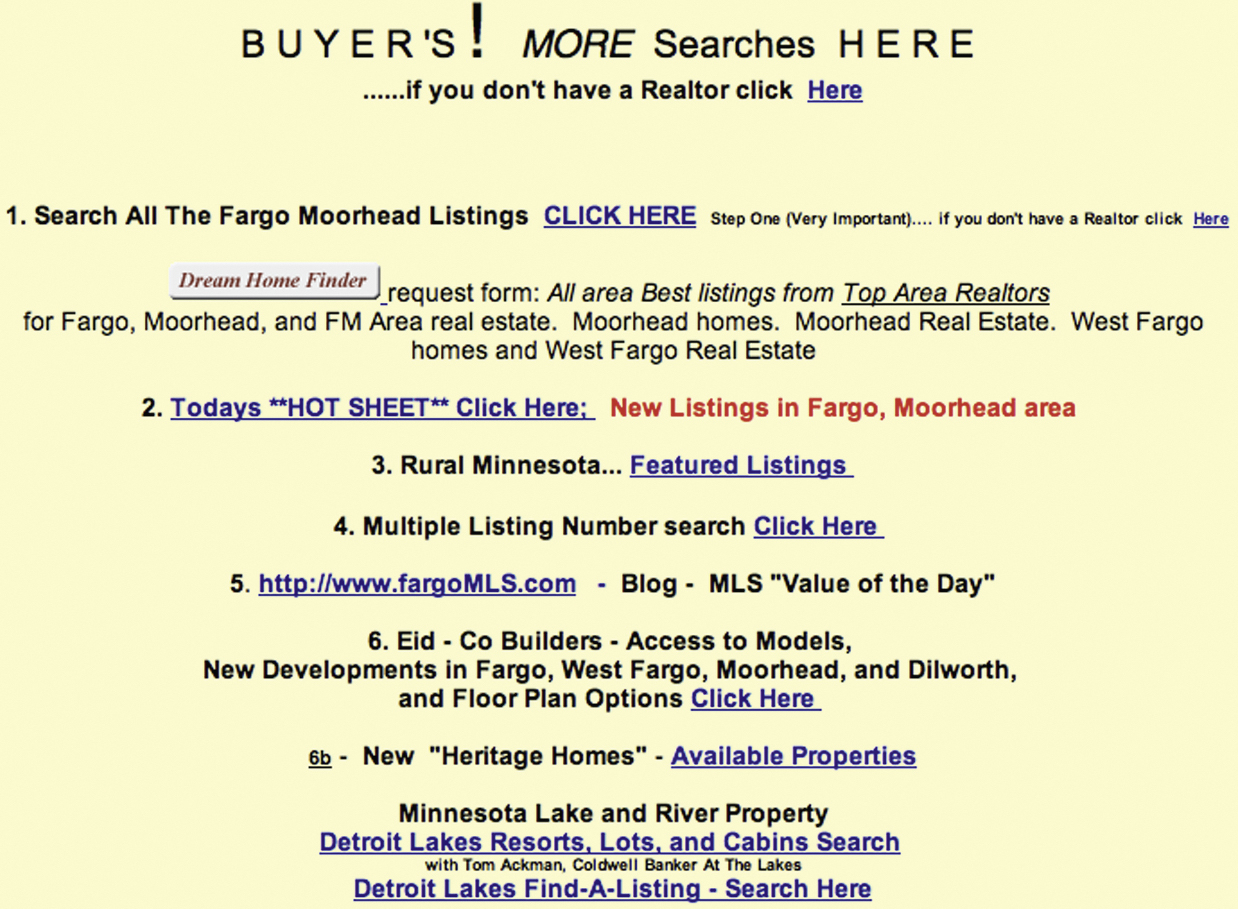 B U Y E R 'S ! MORE Searches H E R E
......if you don't have a Realtor click Here
1. Search All The Fargo Moorhead Listings CLICK HERE Step One (Very Important).... if you don't have a Realtor click Here
Dream Home Finder request form: All area Best listings from Top Area Realtors
for Fargo, Moorhead, and FM Area real estate. Moorhead homes. Moorhead Real Estate. West Fargo
homes and West Fargo Real Estate
2. Todays **HOT SHEET** Click Here; New Listings in Fargo, Moorhead area
3. Rural Minnesota... Featured Listings
4. Multiple Listing Number search Click Here
5. http://www.fargoMLS.com - Blog - MLS "Value of the Day"
6. Eid - Co Builders - Access to Models,
New Developments in Fargo, West Fargo, Moorhead, and Dilworth,
and Floor Plan Options Click Here
6b - New "Heritage Homes" - Available Properties
Minnesota Lake and River Property
Detroit Lakes Resorts, Lots, and Cabins Search
with Tom Ackman, Coldwell Banker At The Lakes
Detroit Lakes Find-A-Listing - Search Here